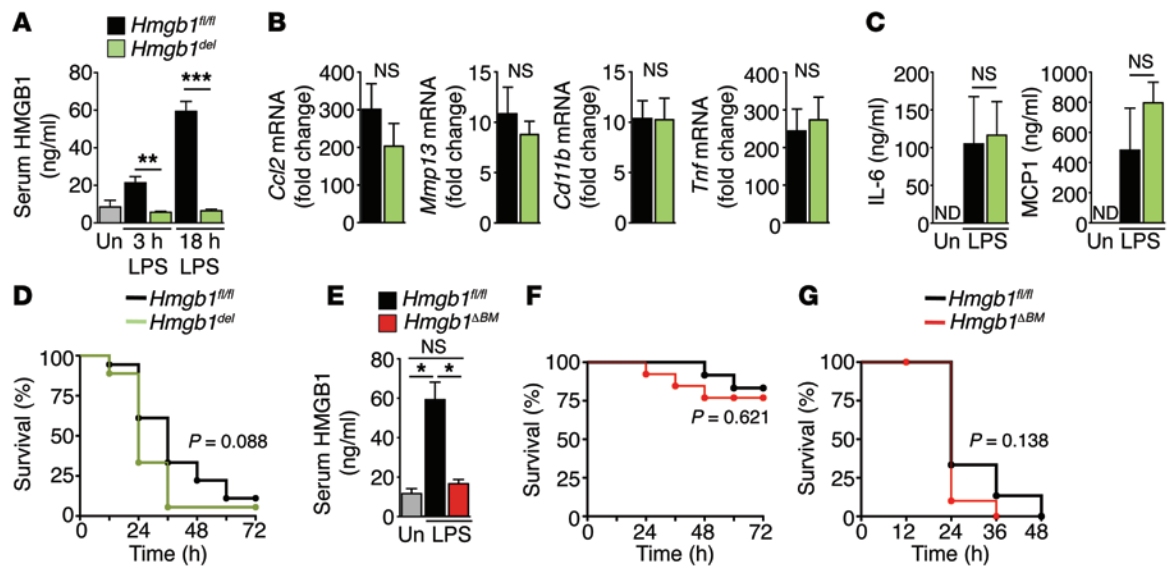 A
Hmgb1fl/fl
Hmgb1del
Serum HMGB1
(ng/ml)
80
60
40
20
0
**
***
Un
3 h
18 h
LPS
LPS
B
Ccl2 mRNA
(fold change)
400
300
200
100
0
NS
Mmp13 mRNA
(fold change)
15
10
5
0
NS
Cd11b mRNA
(fold change)
15
10
5
0
NS
Tnf mRNA
(fold change)
400
300
200
100
0
NS
C
IL-6 (ng/ml)
200
150
100
50
0
NS
ND
Un
LPS
MCP1 (ng/ml)
1000
800
600
400
200
0
NS
ND
Un
LPS
D
Hmgb1fl/fl
Hmgb1del
Survival (%)
100
75
50
25
0
P = 0.088
0 24 48 72
Time (h)
E
Hmgb1fl/fl
Hmgb1ΔBM
Serum HMGB1
(ng/ml)
80
60
40
20
0
NS
* *
Un LPS
F
Survival (%)
100
75
50
25
0
P = 0.621
0 24 48 72
Time (h)
G
Hmgb1fl/fl
Hmgb1ΔBM
Survival (%)
100
75
50
25
0
P = 0.138
0 12 24 36 48
Time (h)